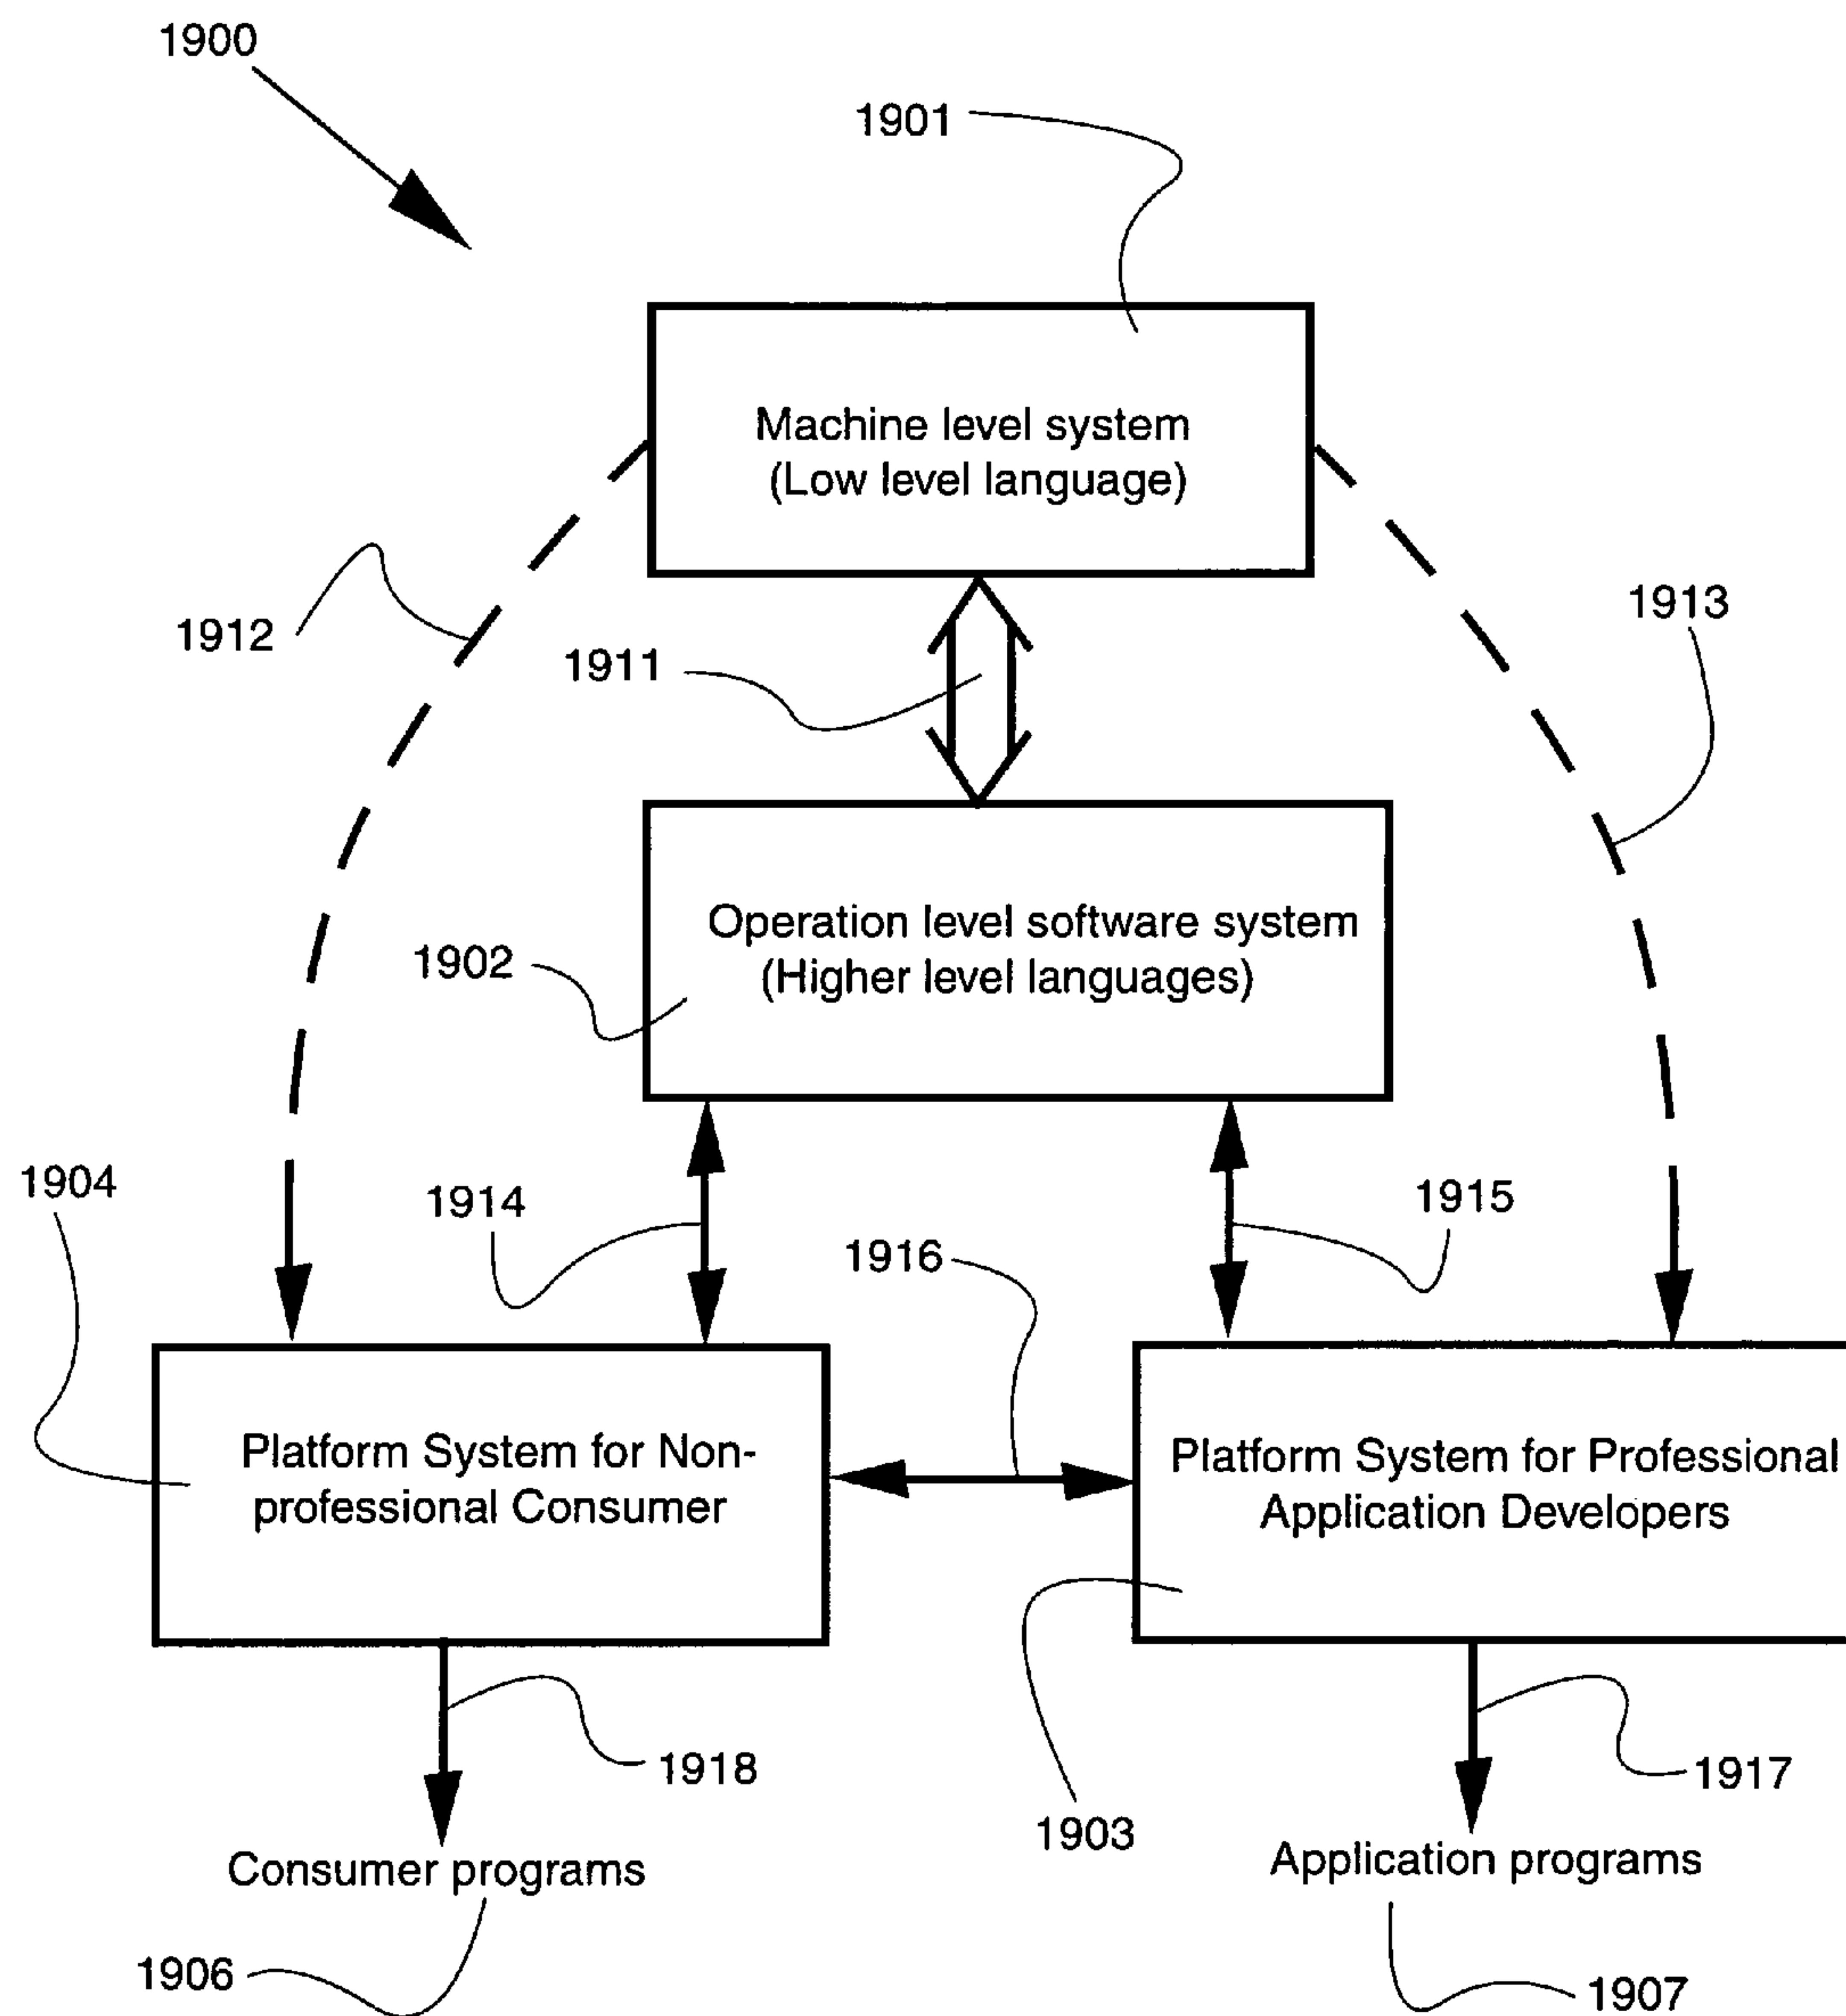 1900
1901
Machine level system
(Low level language)
1912
1911
1913
Operation level software system
(Higher level languages)
1902
1904
1914
1915
1916
Platform System for Non-
professional Consumer
Platform System for Professional
Application Developers
1918
1917
1903
Consumer programs
Application programs
1906
1907